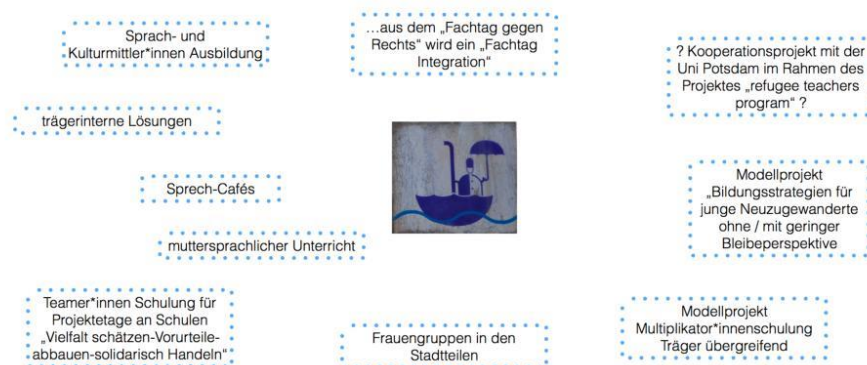 Sprach- und
Kulturmittler*innen Ausbildung
…aus dem „Fachtag gegen
Rechts“ wird ein „Fachtag
Integration“
? Kooperationsprojekt mit der
Uni Potsdam im Rahmen des
Projektes „refugee teachers
program“ ?
trägerinterne Lösungen
Sprech-Cafés
Modellprojekt
„Bildungsstrategien für
junge Neuzugewanderte
ohne / mit geringer
Bleibeperspektive
muttersprachlicher Unterricht
Teamer*innen Schulung für
Projektetage an Schulen
„Vielfalt schätzen-Vorurteile-
abbauen-solidarisch Handeln“
Frauengruppen in den
Stadtteilen
Modellprojekt
Multiplikator*innenschulung
Träger übergreifend